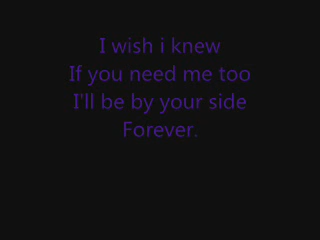 I wish i knew
If you need me too
I'll be by your side
Forever.